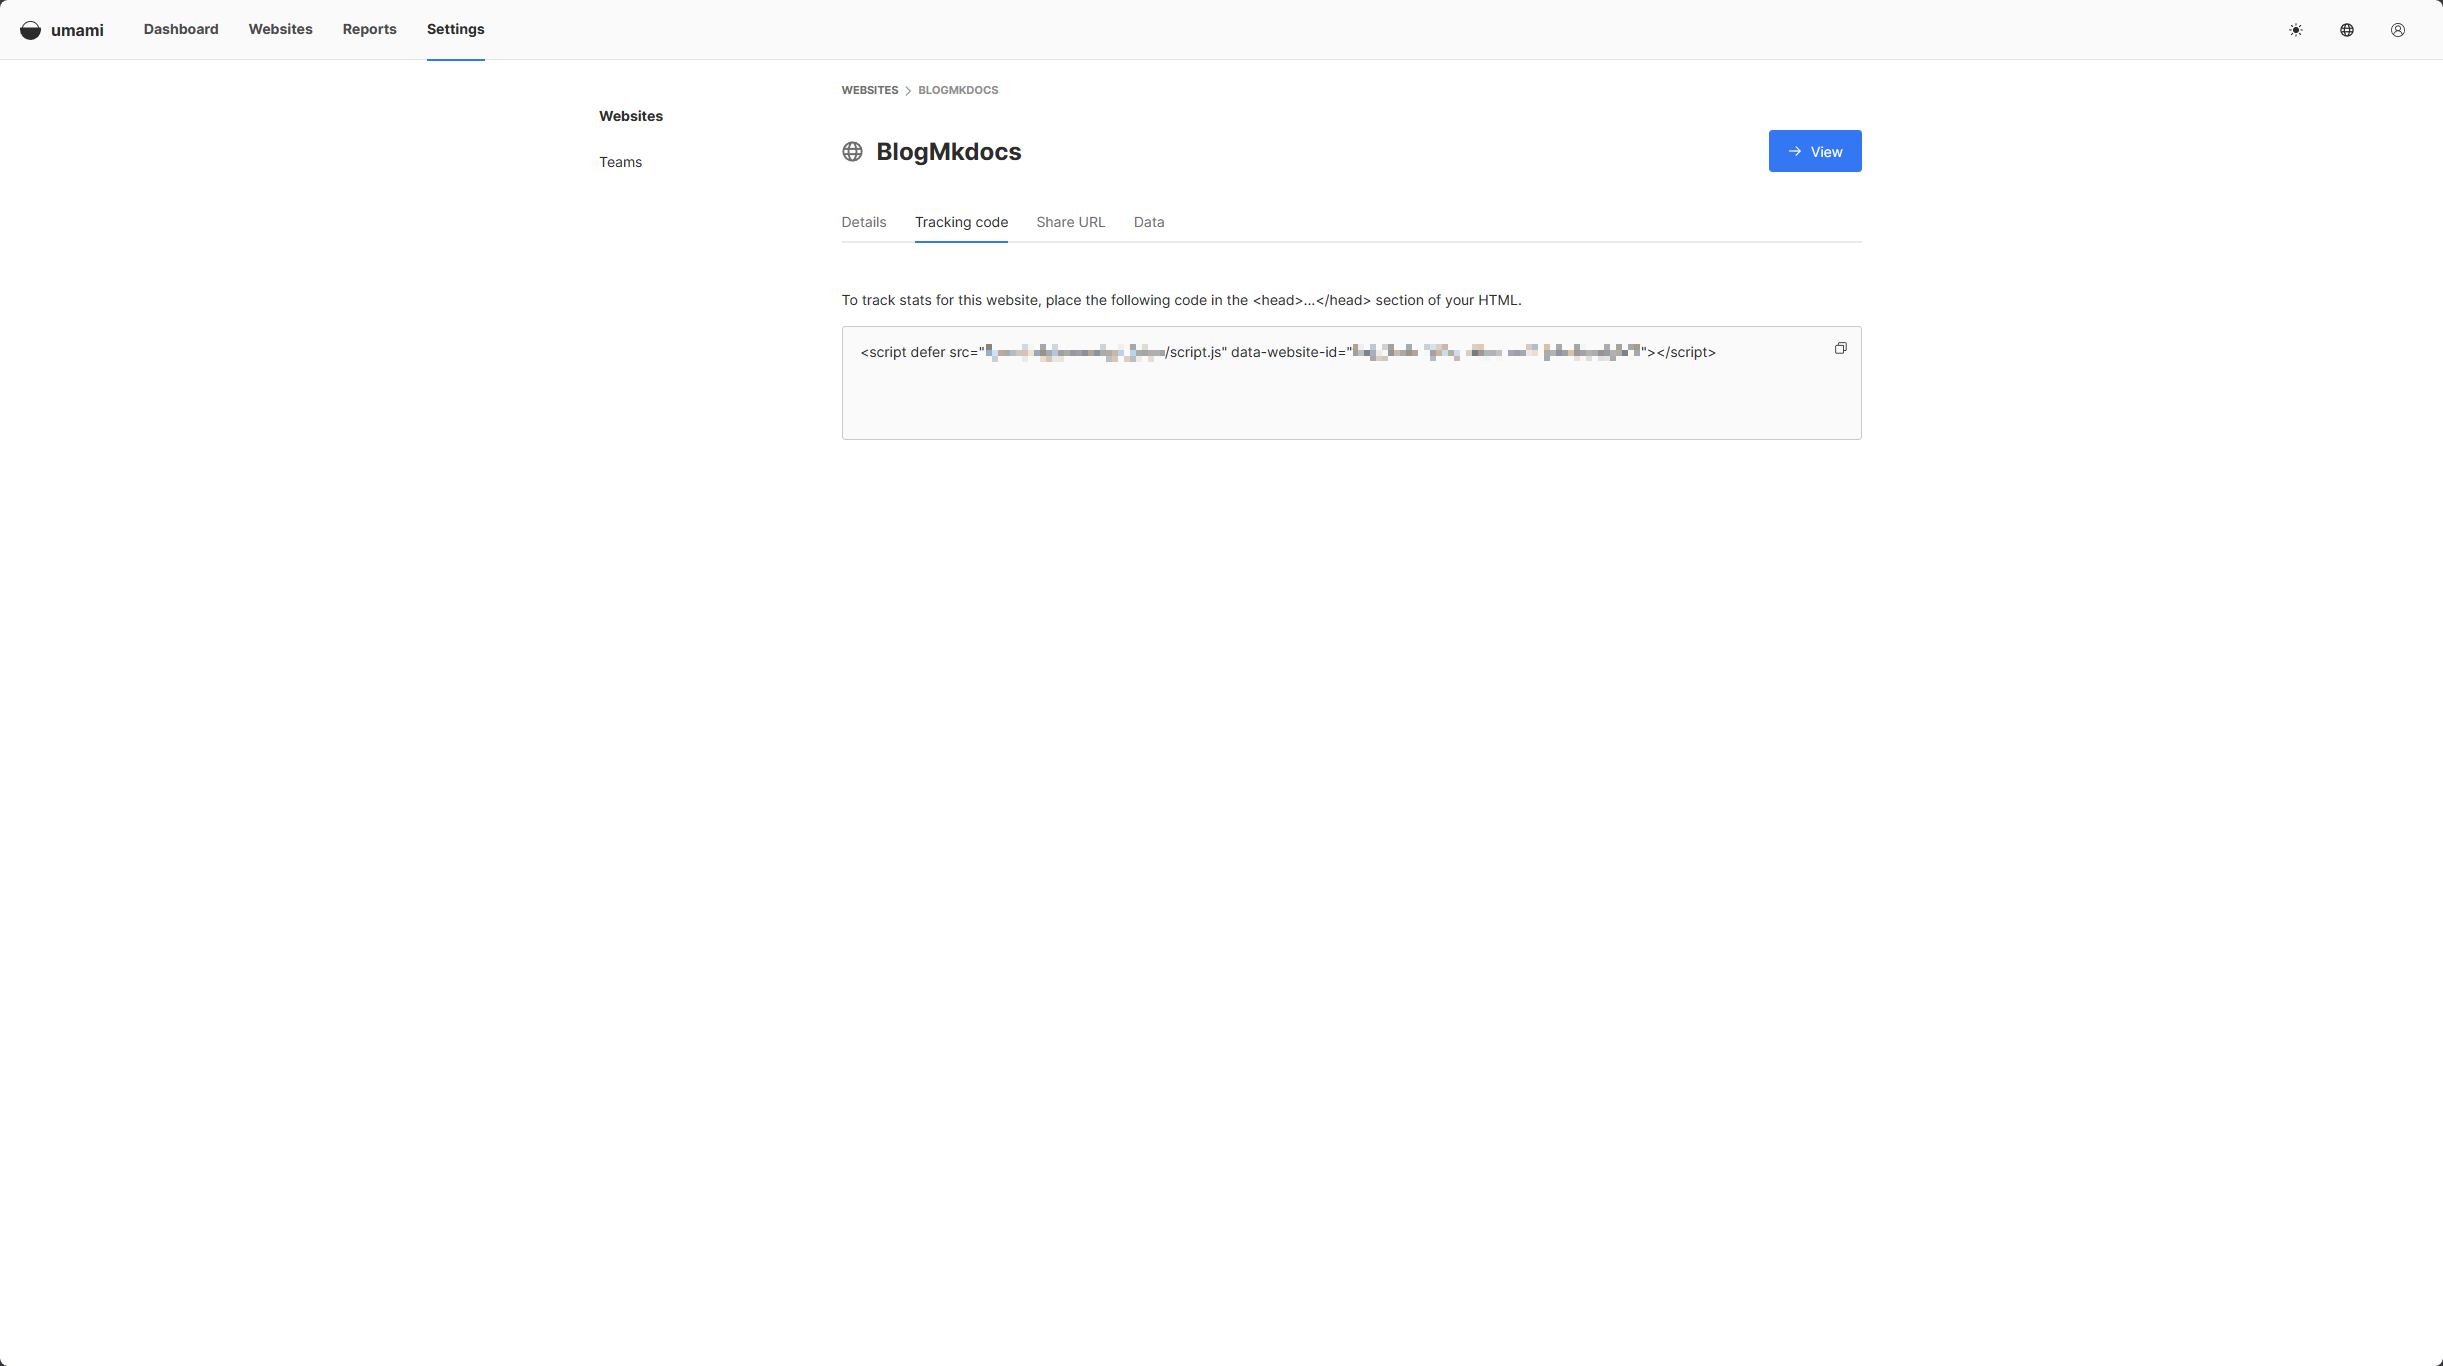 umami Dashboard Websites Reports Settings
WEBSITES > BLOGMKDOCS
Websites
Teams
BlogMkdocs
→ View
Details Tracking code Share URL Data
To track stats for this website, place the following code in the <head>...</head> section of your HTML.
<script defer src="/script.js" data-website-id=""></script>